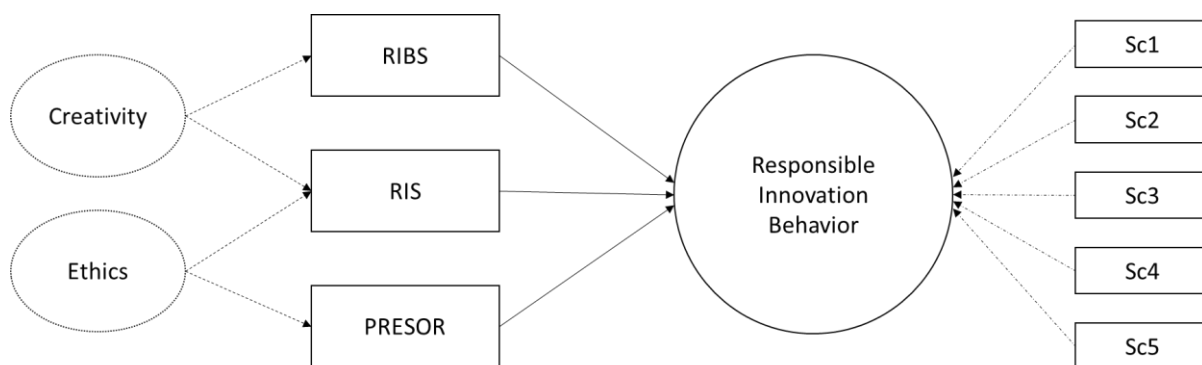 Creativity
Ethics
RIBS
RIS
PRESOR
Responsible
Innovation
Behavior
Sc1
Sc2
Sc3
Sc4
Sc5